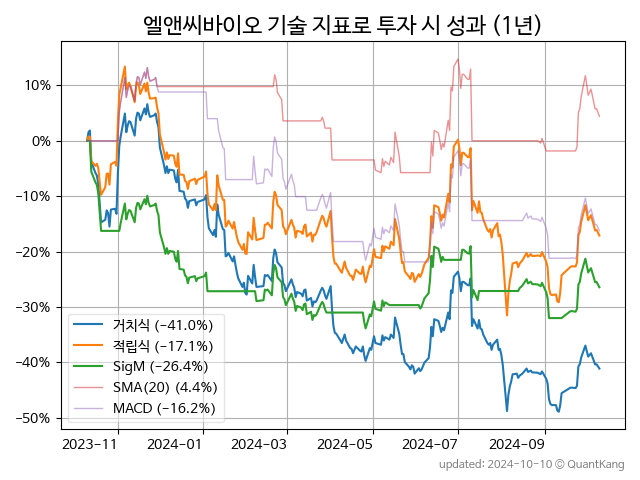 엘앤씨바이오 기술 지표로 투자 시 성과 (1년)
10%
0%
−10%
−20%
−30%
−40%
−50%
거치식 (−41.0%)
적립식 (−17.1%)
SigM (−26.4%)
SMA(20) (4.4%)
MACD (−16.2%)
2023−11
2024−01
2024−03
2024−05
2024−07
2024−09
updated: 2024-10-10 © QuantKang